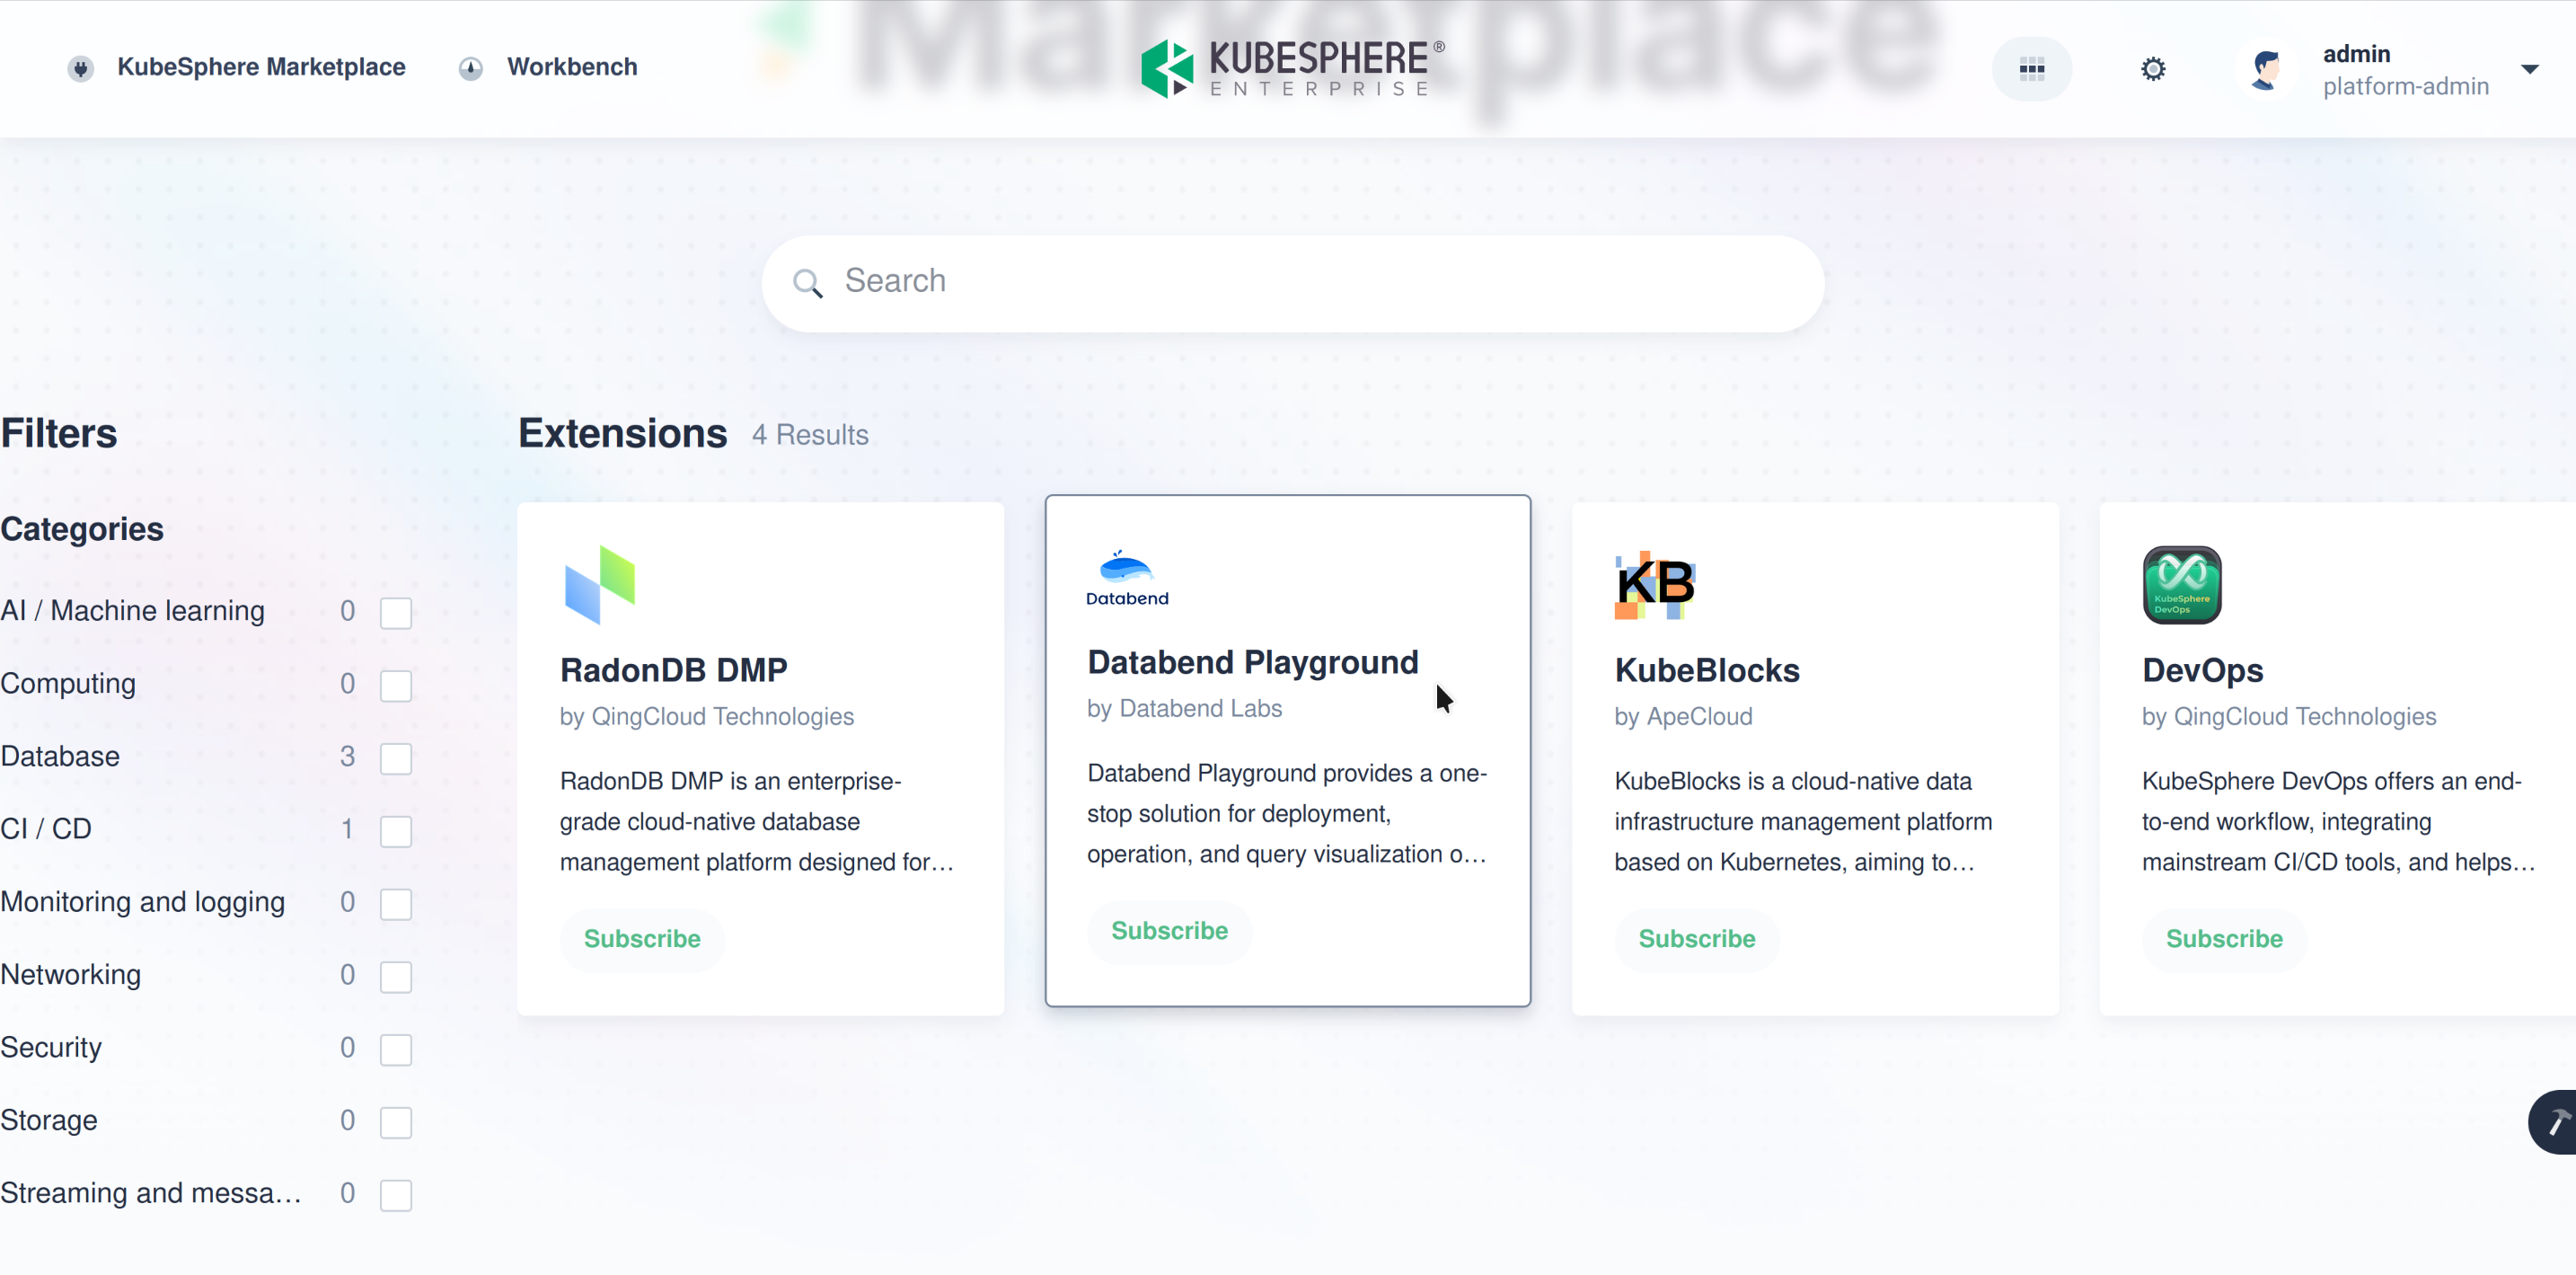 Marketplace
KubeSphere Marketplace
Workbench
KUBESPHERE®
ENTERPRISE
admin
platform-admin
Search
Filters
Extensions 4 Results
Categories
AI / Machine learning 0
Computing 0
Database 3
CI / CD 1
Monitoring and logging 0
Networking 0
Security 0
Storage 0
Streaming and messa... 0
RadonDB DMP
by QingCloud Technologies
RadonDB DMP is an enterprise-
grade cloud-native database
management platform designed for...
Subscribe
Databend
Databend Playground
by Databend Labs
Databend Playground provides a one-
stop solution for deployment,
operation, and query visualization o...
Subscribe
KB
KubeBlocks
by ApeCloud
KubeBlocks is a cloud-native data
infrastructure management platform
based on Kubernetes, aiming to...
Subscribe
KubeSphere
DevOps
DevOps
by QingCloud Technologies
KubeSphere DevOps offers an end-
to-end workflow, integrating
mainstream CI/CD tools, and helps...
Subscribe